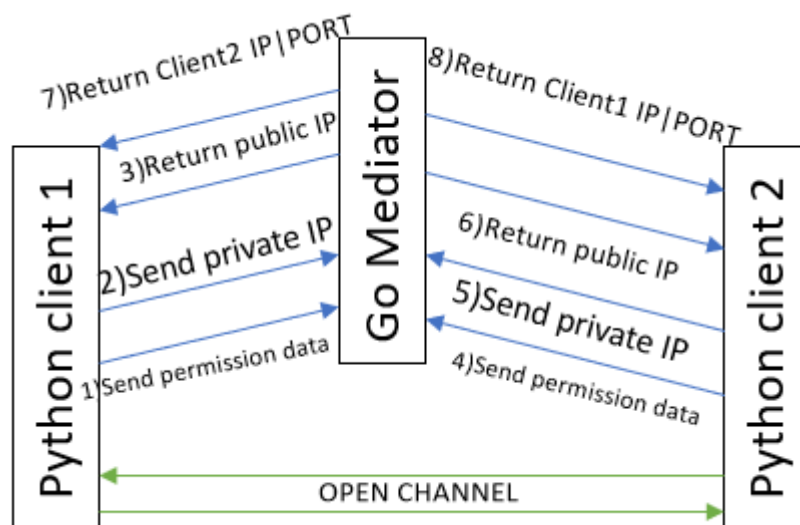 7)Return Client2 IP|PORT
8)Return Client1 IP|PORT
3)Return public IP
Python client 1
Go Mediator
Python client 2
2)Send private IP
6)Return public IP
5)Send private IP
1)Send permission data
4)Send permission data
OPEN CHANNEL